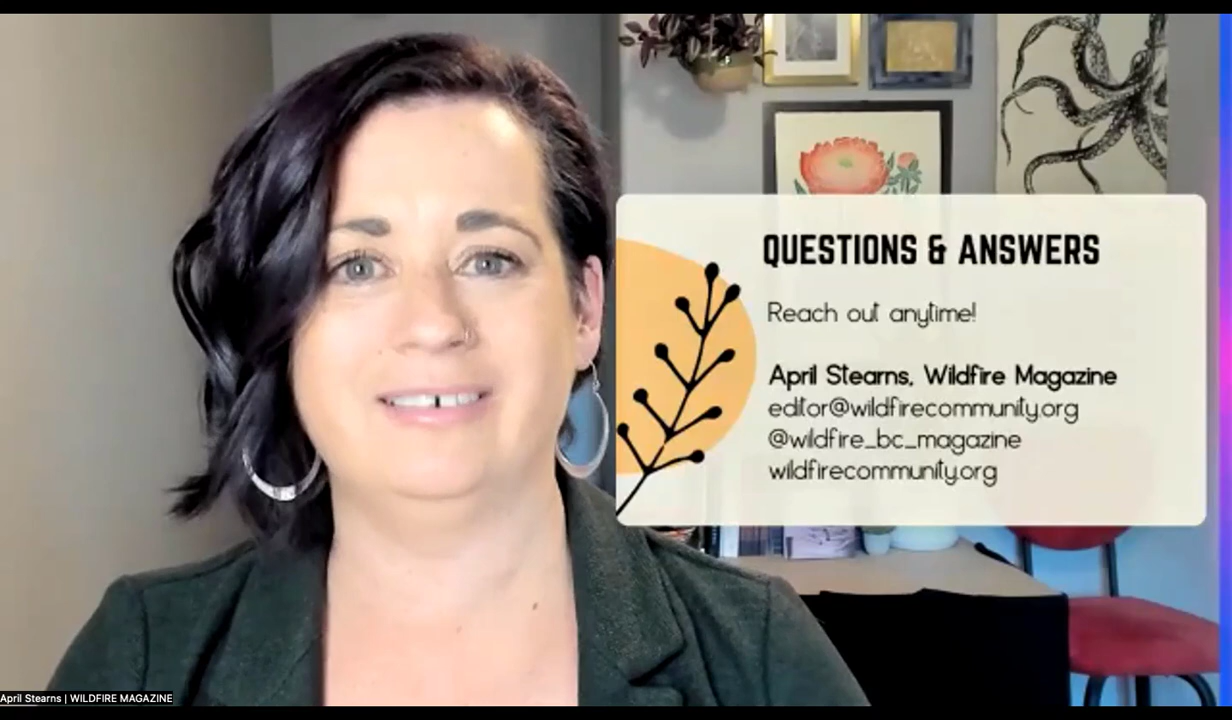 QUESTIONS & ANSWERS
Reach out anytime!
April Stearns, Wildfire Magazine
editor@wildfirecommunity.org
@wildfire_bc_magazine
wildfirecommunity.org
April Stearns | WILDFIRE MAGAZINE